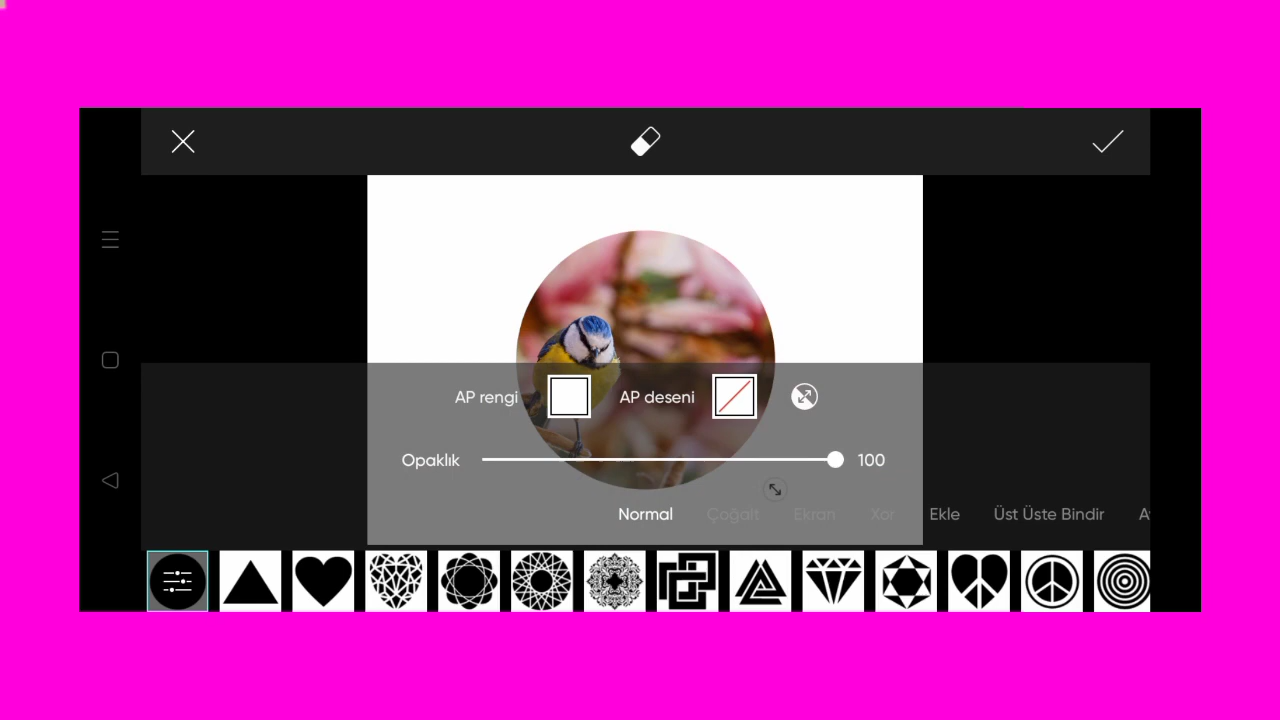 AP rengi AP deseni
Opaklık 100
Normal Çoğalt Ekran Xor Ekle Üst Üste Bindir